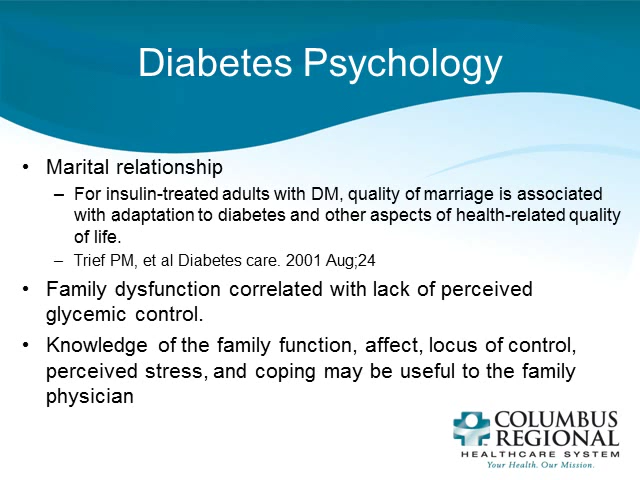 Diabetes Psychology
• Marital relationship
– For insulin-treated adults with DM, quality of marriage is associated
with adaptation to diabetes and other aspects of health-related quality
of life.
– Trief PM, et al Diabetes care. 2001 Aug;24
• Family dysfunction correlated with lack of perceived
glycemic control.
• Knowledge of the family function, affect, locus of control,
perceived stress, and coping may be useful to the family
physician
COLUMBUS
REGIONAL
HEALTHCARE SYSTEM
Your Health. Our Mission.